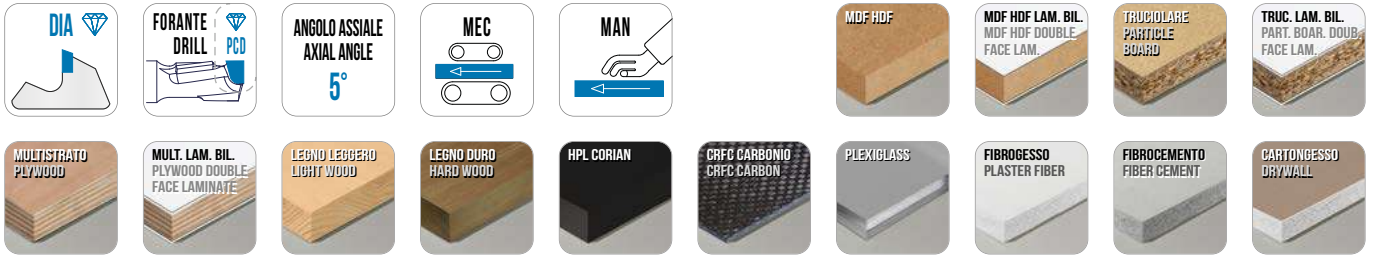 DIA
FORANTE
DRILL
PCD
ANGOLO ASSIALE
AXIAL ANGLE
5°
MEC
MAN
MDF HDF
MDF HDF LAM. BIL.
MDF HDF DOUBLE
FACE LAM.
TRUCIOLARE
PARTICLE
BOARD
TRUC. LAM. BIL.
PART. BOAR. DOUB.
FACE LAM.
MULTISTRATO
PLYWOOD
MULT. LAM. BIL.
PLYWOOD DOUBLE
FACE LAMINATE
LEGNO LEGGERO
LIGHT WOOD
LEGNO DURO
HARD WOOD
HPL CORIAN
CRFC CARBONIO
CRFC CARBON
PLEXIGLASS
FIBROGESSO
PLASTER FIBER
FIBROCEMENTO
FIBER CEMENT
CARTONGESSO
DRYWALL